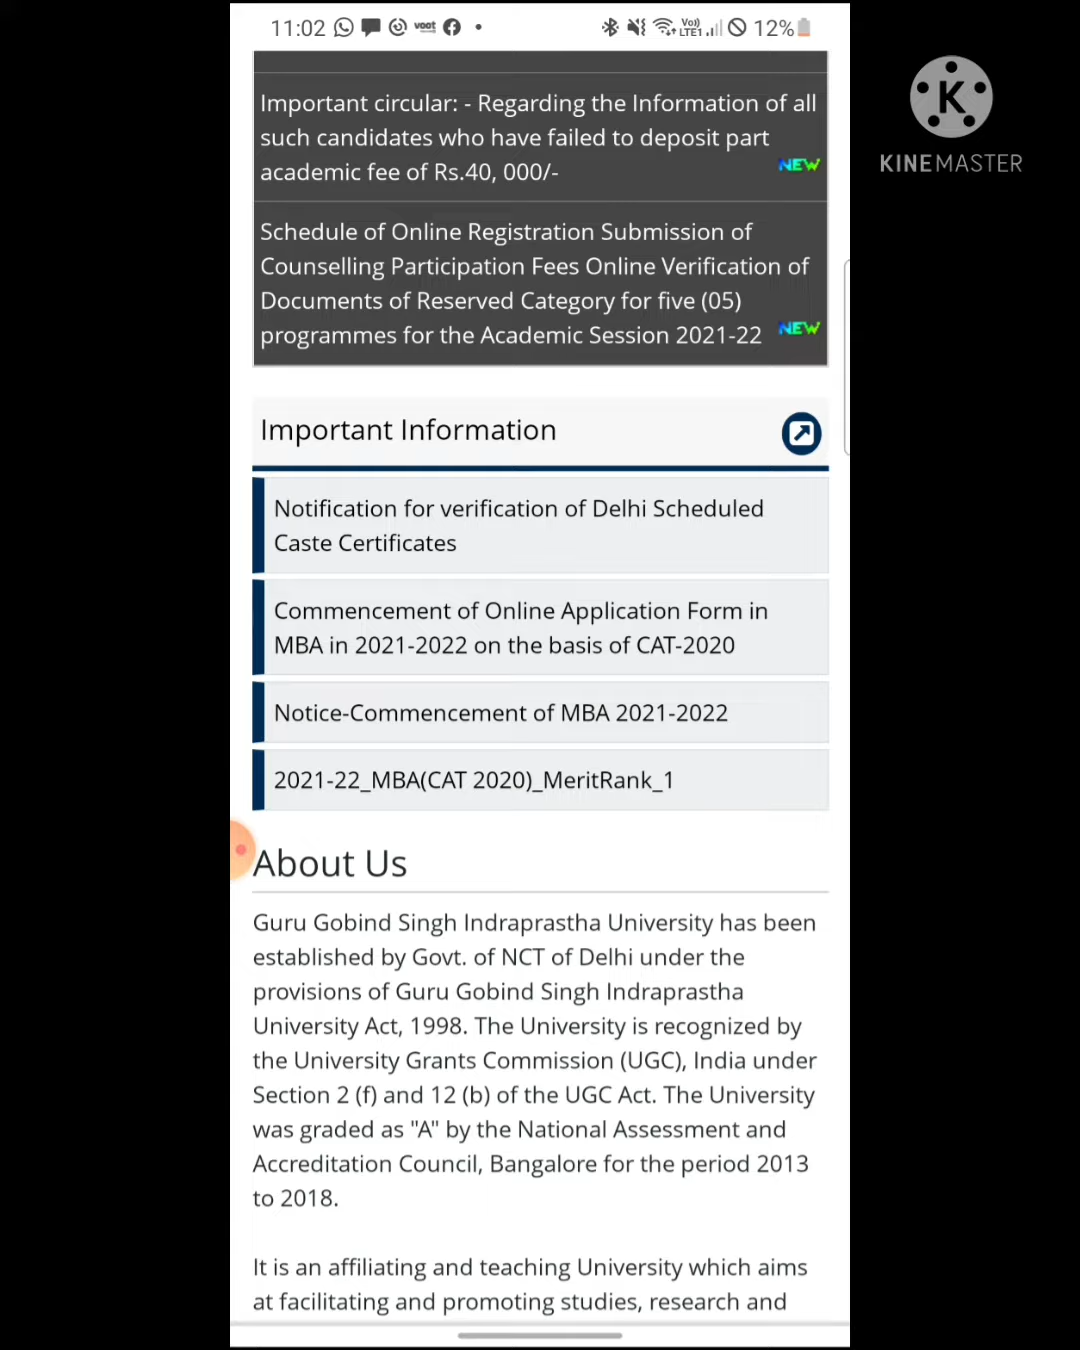 11:02 voot 12%
Vo))
LTE1
K
KINEMASTER
Important circular: - Regarding the Information of all
such candidates who have failed to deposit part
academic fee of Rs.40, 000/- NEW
Schedule of Online Registration Submission of
Counselling Participation Fees Online Verification of
Documents of Reserved Category for five (05)
programmes for the Academic Session 2021-22 NEW
Important Information
Notification for verification of Delhi Scheduled
Caste Certificates
Commencement of Online Application Form in
MBA in 2021-2022 on the basis of CAT-2020
Notice-Commencement of MBA 2021-2022
2021-22_MBA(CAT 2020)_MeritRank_1
About Us
Guru Gobind Singh Indraprastha University has been
established by Govt. of NCT of Delhi under the
provisions of Guru Gobind Singh Indraprastha
University Act, 1998. The University is recognized by
the University Grants Commission (UGC), India under
Section 2 (f) and 12 (b) of the UGC Act. The University
was graded as "A" by the National Assessment and
Accreditation Council, Bangalore for the period 2013
to 2018.
It is an affiliating and teaching University which aims
at facilitating and promoting studies, research and